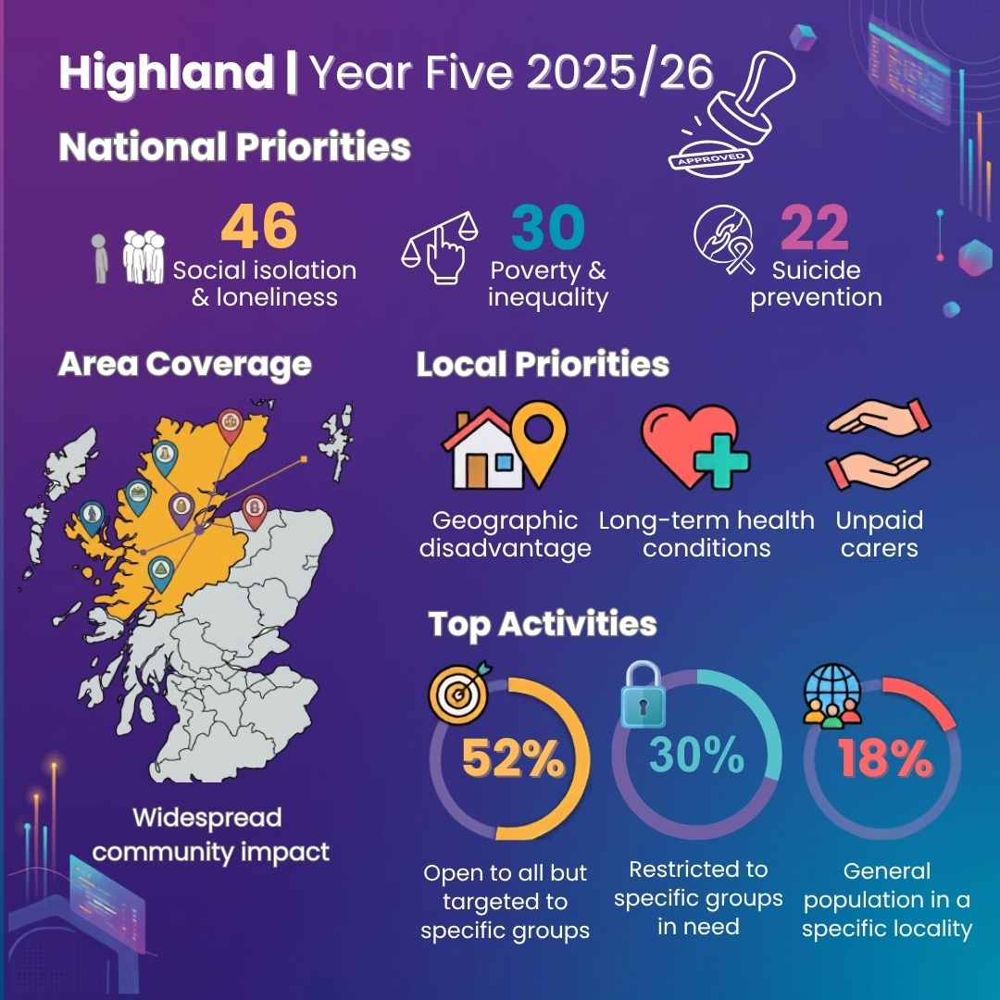 Highland | Year Five 2025/26
APPROVED
National Priorities
46
Social isolation
& loneliness
30
Poverty &
inequality
22
Suicide
prevention
Area Coverage
Widespread
community impact
Local Priorities
Geographic
disadvantage
Long-term health
conditions
Unpaid
carers
Top Activities
52%
Open to all but
targeted to
specific groups
30%
Restricted to
specific groups
in need
18%
General
population in a
specific locality